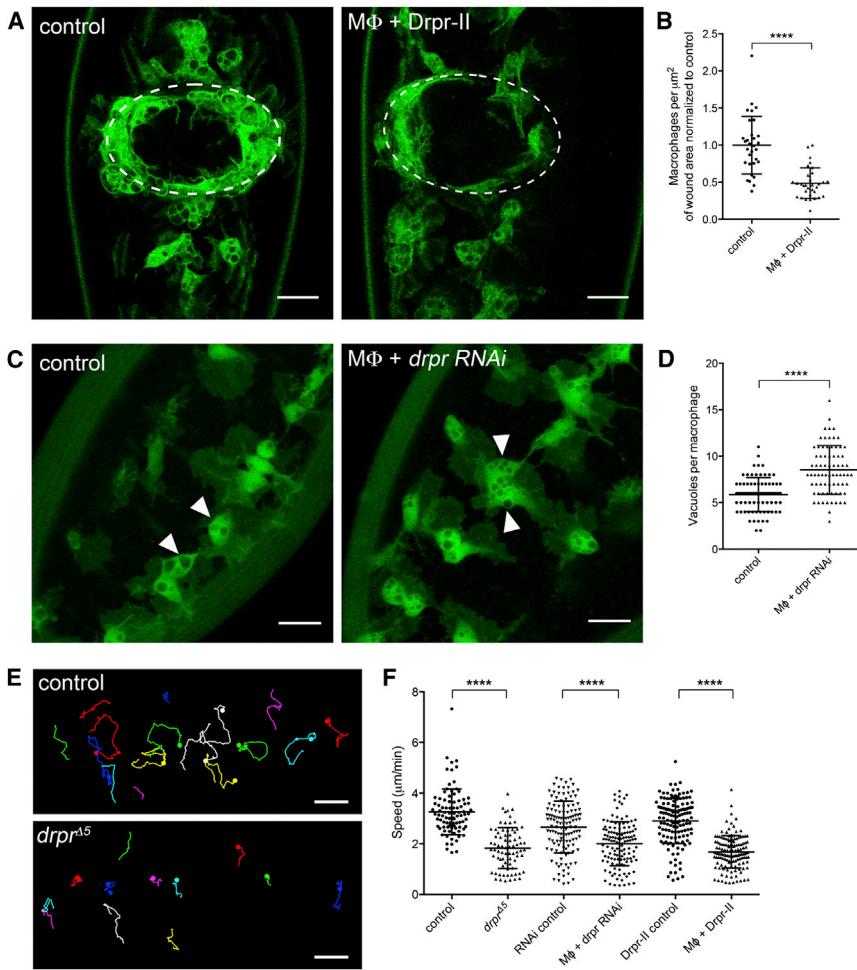 A
control
MΦ + Drpr-II
B
Macrophages per μm²
of wound area normalized to control
2.5
2.0
1.5
1.0
0.5
0.0
****
control
Mϕ + Drpr-II
C
control
MΦ + drpr RNAi
D
Vacuoles per macrophage
20
15
10
5
0
****
control
Mϕ + drpr RNAi
E
control
drprΔ5
F
Speed (μm/min)
8
6
4
2
0
****
****
****
control
drprΔ5
RNAi control
Mϕ + drpr RNAi
Drpr-II control
Mϕ + Drpr-II